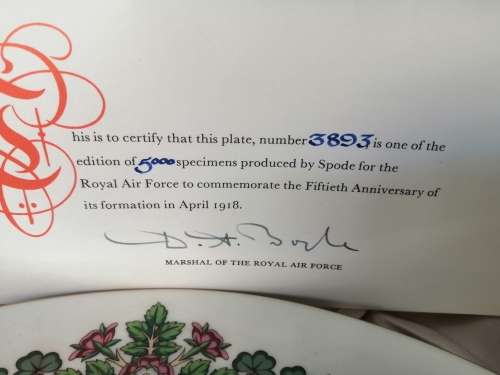 This is to certify that this plate, number 3893 is one of the
edition of 5000 specimens produced by Spode for the
Royal Air Force to commemorate the Fiftieth Anniversary of
its formation in April 1918.
D. A. Boyle
MARSHAL OF THE ROYAL AIR FORCE